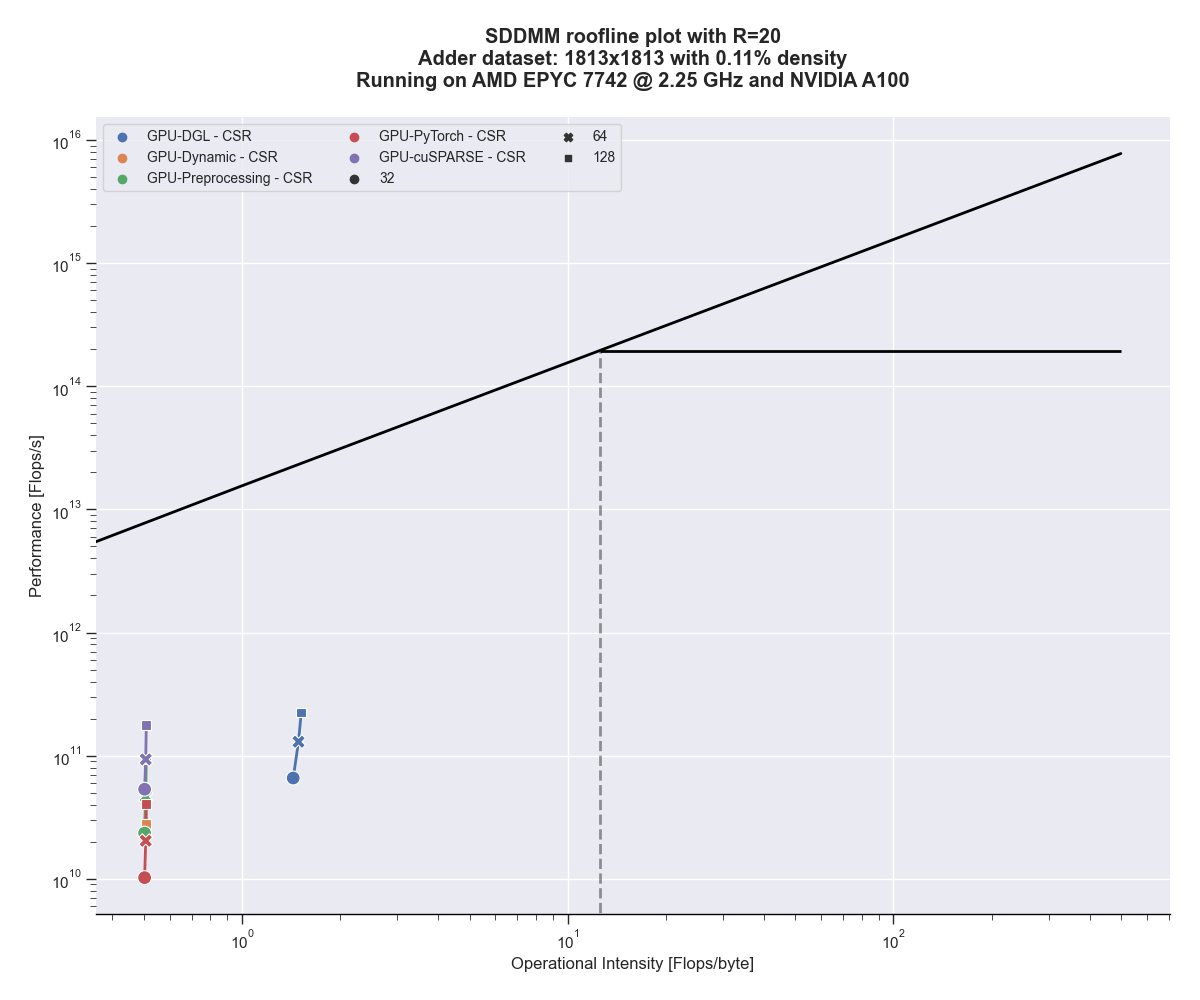 SDDMM roofline plot with R=20
Adder dataset: 1813x1813 with 0.11% density
Running on AMD EPYC 7742 @ 2.25 GHz and NVIDIA A100
GPU-DGL - CSR
GPU-Dynamic - CSR
GPU-Preprocessing - CSR
GPU-PyTorch - CSR
GPU-cuSPARSE - CSR
32
64
128
Performance [Flops/s]
10^16
10^15
10^14
10^13
10^12
10^11
10^10
10^0
10^1
10^2
Operational Intensity [Flops/byte]